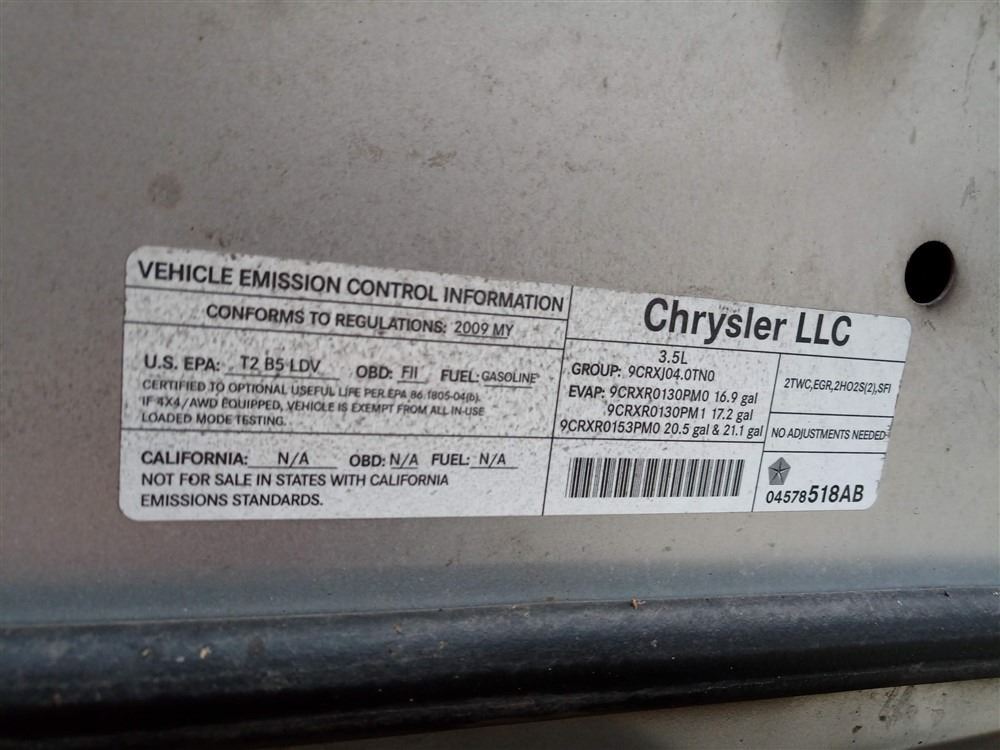 VEHICLE EMISSION CONTROL INFORMATION
CONFORMS TO REGULATIONS: 2009 MY
U.S. EPA: T2 B5 LDV OBD: FII FUEL: GASOLINE
CERTIFIED TO OPTIONAL USEFUL LIFE PER EPA 86.1805-04(b).
IF 4X4/AWD EQUIPPED, VEHICLE IS EXEMPT FROM ALL IN-USE
LOADED MODE TESTING.
CALIFORNIA: N/A OBD: N/A FUEL: N/A
NOT FOR SALE IN STATES WITH CALIFORNIA
EMISSIONS STANDARDS.
Chrysler LLC
3.5L
GROUP: 9CRXJ04.0TN0
EVAP: 9CRXR0130PM0 16.9 gal
9CRXR0130PM1 17.2 gal
9CRXR0153PM0 20.5 gal & 21.1 gal
2TWC,EGR,2HO2S(2),SFI
NO ADJUSTMENTS NEEDED
04578518AB